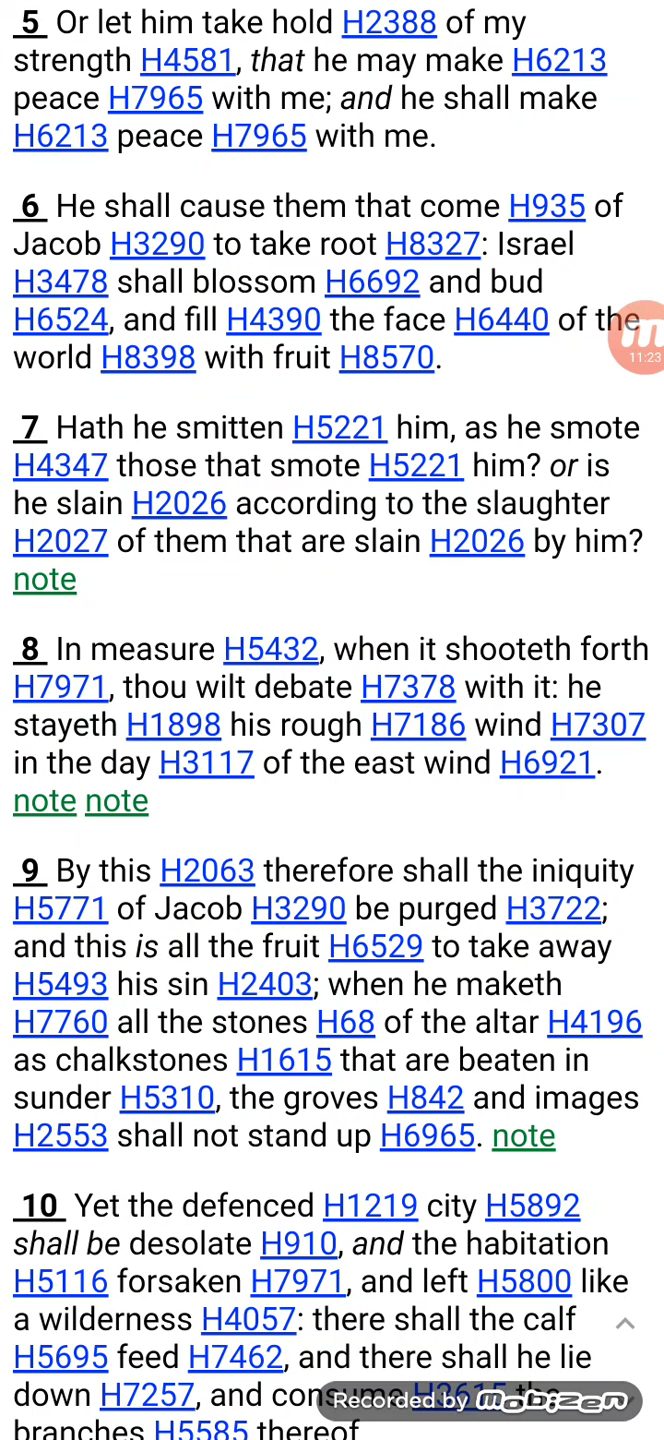 5 Or let him take hold H2388 of my
strength H4581, that he may make H6213
peace H7965 with me; and he shall make
H6213 peace H7965 with me.
6 He shall cause them that come H935 of
Jacob H3290 to take root H8327: Israel
H3478 shall blossom H6692 and bud
H6524, and fill H4390 the face H6440 of the
world H8398 with fruit H8570.
11:23
7 Hath he smitten H5221 him, as he smote
H4347 those that smote H5221 him? or is
he slain H2026 according to the slaughter
H2027 of them that are slain H2026 by him?
note
8 In measure H5432, when it shooteth forth
H7971, thou wilt debate H7378 with it: he
stayeth H1898 his rough H7186 wind H7307
in the day H3117 of the east wind H6921.
note note
9 By this H2063 therefore shall the iniquity
H5771 of Jacob H3290 be purged H3722;
and this is all the fruit H6529 to take away
H5493 his sin H2403; when he maketh
H7760 all the stones H68 of the altar H4196
as chalkstones H1615 that are beaten in
sunder H5310, the groves H842 and images
H2553 shall not stand up H6965. note
10 Yet the defenced H1219 city H5892
shall be desolate H910, and the habitation
H5116 forsaken H7971, and left H5800 like
a wilderness H4057: there shall the calf
H5695 feed H7462, and there shall he lie
down H7257, and consume H3615 the
Recorded by mobizen
branches H5585 thereof